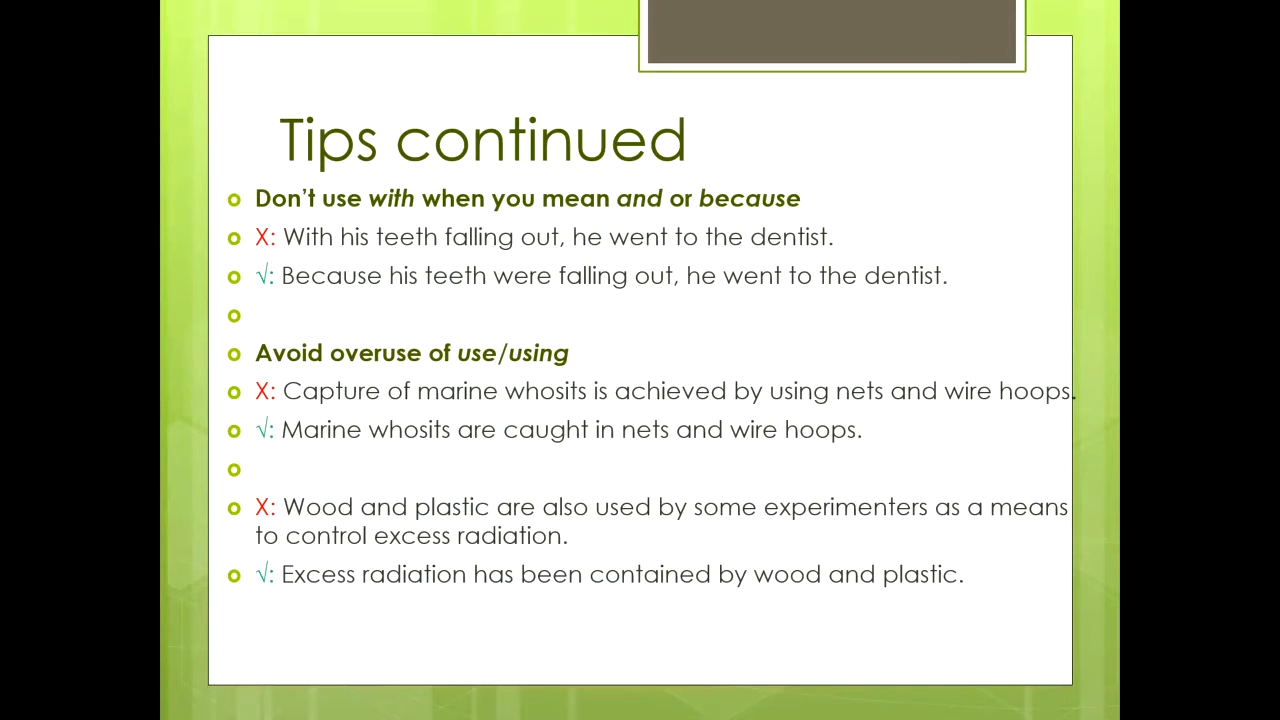 Tips continued
Don’t use with when you mean and or because
X: With his teeth falling out, he went to the dentist.
√: Because his teeth were falling out, he went to the dentist.
Avoid overuse of use/using
X: Capture of marine whosits is achieved by using nets and wire hoops.
√: Marine whosits are caught in nets and wire hoops.
X: Wood and plastic are also used by some experimenters as a means
to control excess radiation.
√: Excess radiation has been contained by wood and plastic.